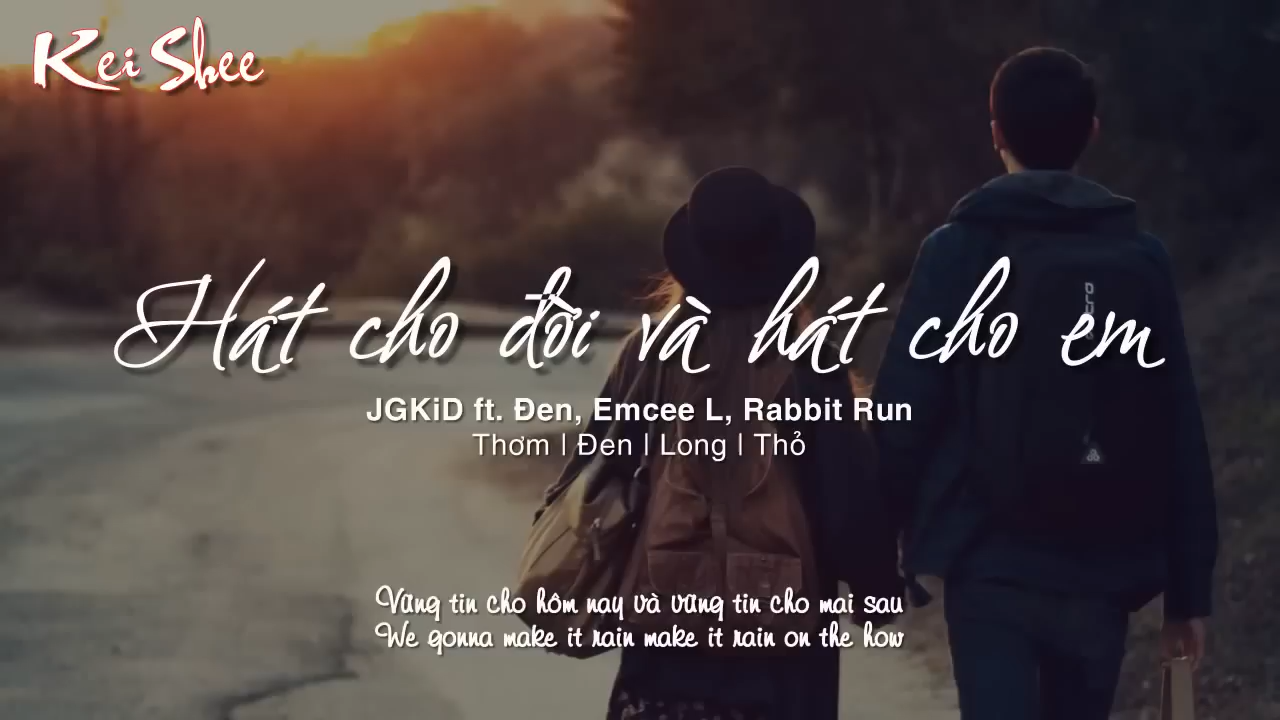 Kei Shee
Hát cho đời và hát cho em
JGKiD ft. Đen, Emcee L, Rabbit Run
Thơm | Đen | Long | Thỏ
Vững tin cho hôm nay và vững tin cho mai sau
We gonna make it rain make it rain on the how